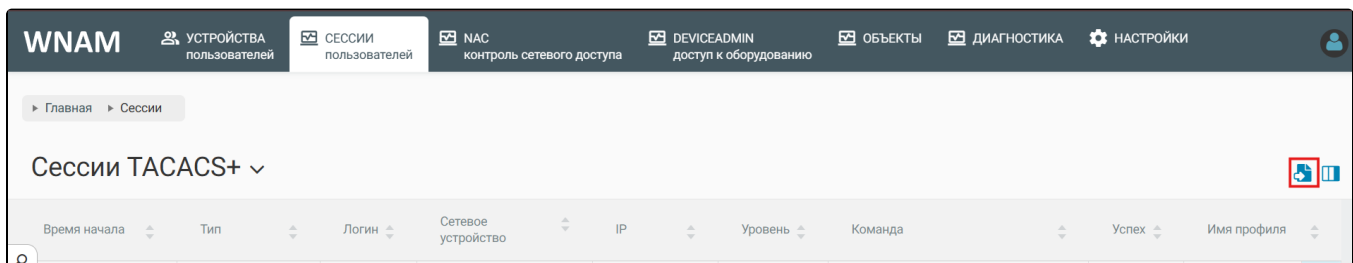 WNAM
УСТРОЙСТВА
пользователей
СЕССИИ
пользователей
NAC
контроль сетевого доступа
DEVICEADMIN
доступ к оборудованию
ОБЪЕКТЫ
ДИАГНОСТИКА
НАСТРОЙКИ
Главная
Сессии
Сессии TACACS+
Время начала
Тип
Логин
Сетевое
устройство
IP
Уровень
Команда
Успех
Имя профиля